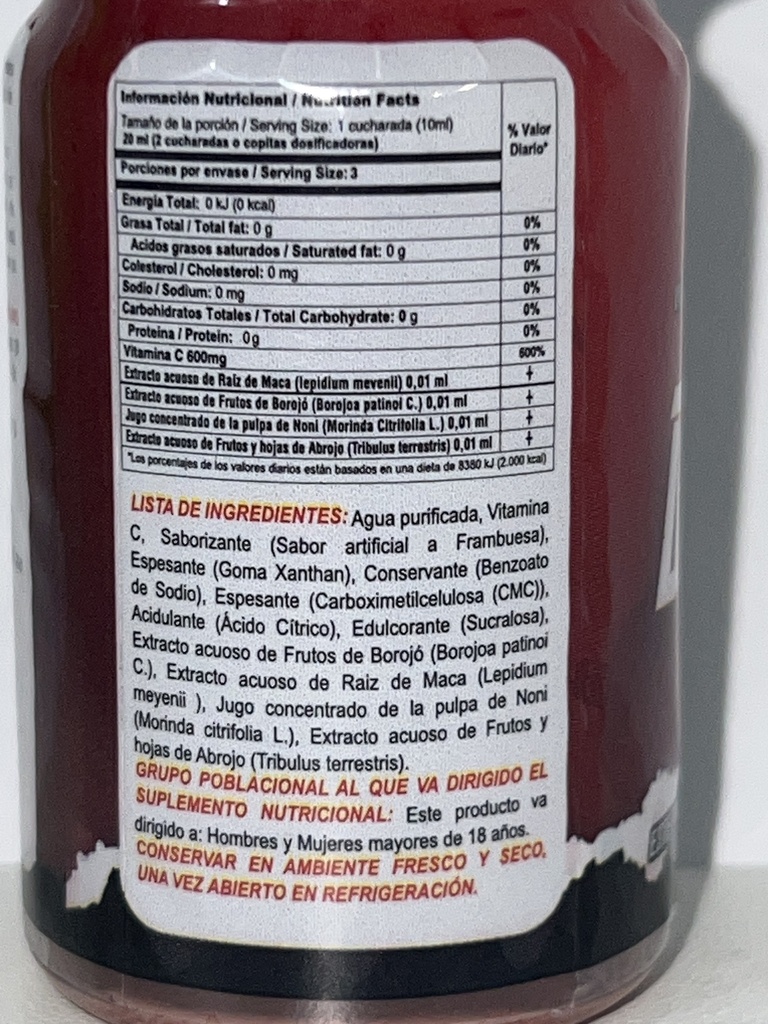 Información Nutricional / Nutrition Facts
Tamaño de la porción / Serving Size: 1 cucharada (10ml)
20 ml (2 cucharadas o copitas dosificadoras)
% Valor
Diario*
Porciones por envase / Serving Size: 3
Energía Total: 0 kJ (0 kcal)
Grasa Total / Total fat: 0 g 0%
Acidos grasos saturados / Saturated fat: 0 g 0%
Colesterol / Cholesterol: 0 mg 0%
Sodio / Sodium: 0 mg 0%
Carbohidratos Totales / Total Carbohydrate: 0 g 0%
Proteina / Protein: 0g 0%
Vitamina C 600mg 600%
Extracto acuoso de Raiz de Maca (lepidium mevenii) 0,01 ml +
Extracto acuoso de Frutos de Borojó (Borojoa patinoi C.) 0,01 ml +
Jugo concentrado de la pulpa de Noni (Morinda Citrifolia L.) 0,01 ml +
Extracto acuoso de Frutos y hojas de Abrojo (Tribulus terrastris) 0,01 ml +
*Los porcentajes de los valores diarios están basados en una dieta de 8380 kJ (2.000 kcal)
LISTA DE INGREDIENTES: Agua purificada, Vitamina
C, Saborizante (Sabor artificial a Frambuesa),
Espesante (Goma Xanthan), Conservante (Benzoato
de Sodio), Espesante (Carboximetilcelulosa (CMC)),
Acidulante (Ácido Cítrico), Edulcorante (Sucralosa),
Extracto acuoso de Frutos de Borojó (Borojoa patinoi
C.), Extracto acuoso de Raiz de Maca (Lepidium
meyenii ), Jugo concentrado de la pulpa de Noni
(Morinda citrifolia L.), Extracto acuoso de Frutos y
hojas de Abrojo (Tribulus terrestris).
GRUPO POBLACIONAL AL QUE VA DIRIGIDO EL
SUPLEMENTO NUTRICIONAL: Este producto va
dirigido a: Hombres y Mujeres mayores de 18 años.
CONSERVAR EN AMBIENTE FRESCO Y SECO,
UNA VEZ ABIERTO EN REFRIGERACIÓN.